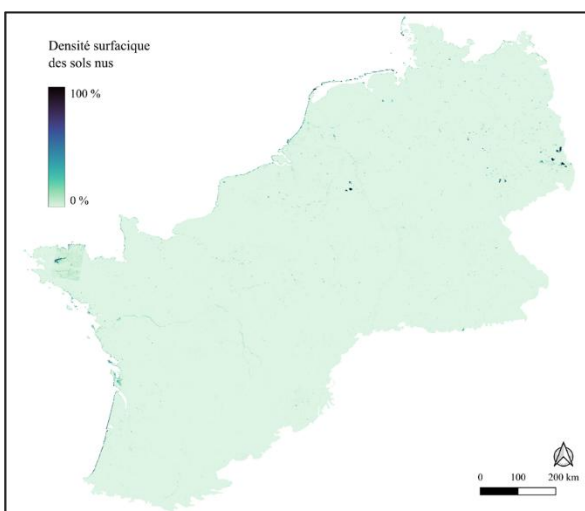 Densité surfacique
des sols nus
100 %
0 %
0 100 200 km